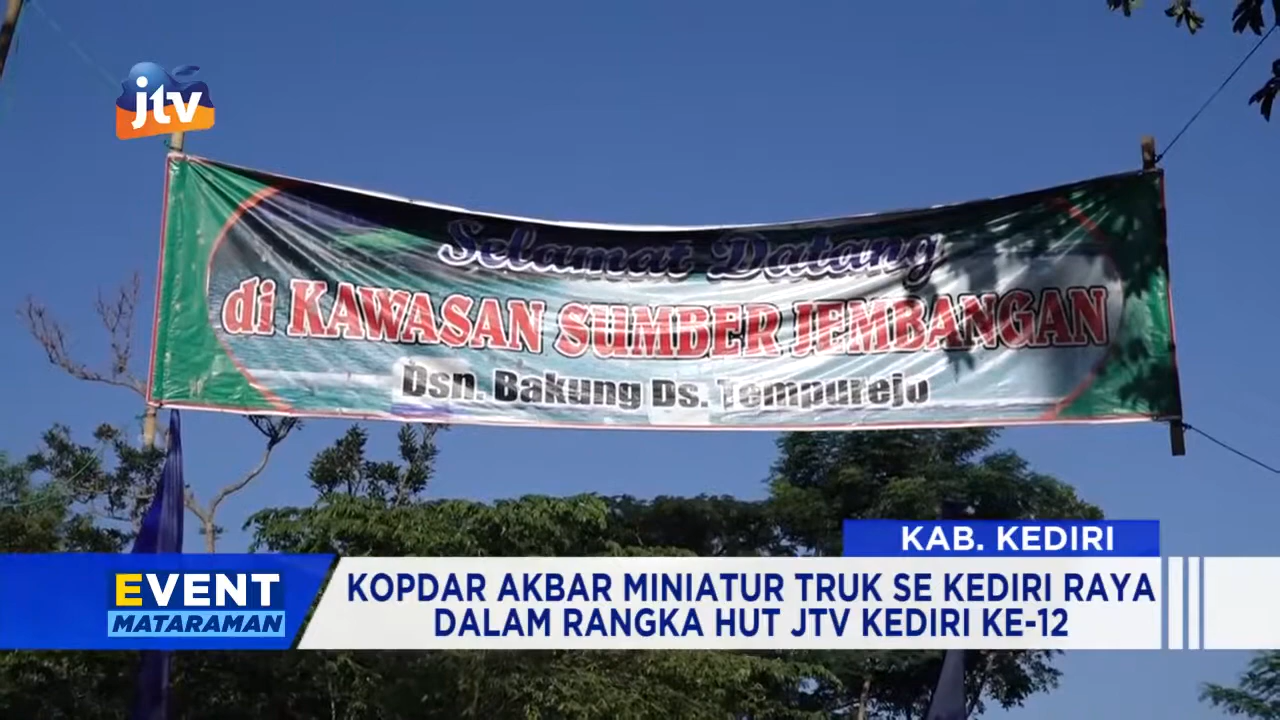 jtv
Selamat Datang
di KAWASAN SUMBER JEMBANGAN
Dsn. Bakung Ds. Tempurejo
KAB. KEDIRI
EVENT
MATARAMAN
KOPDAR AKBAR MINIATUR TRUK SE KEDIRI RAYA
DALAM RANGKA HUT JTV KEDIRI KE-12